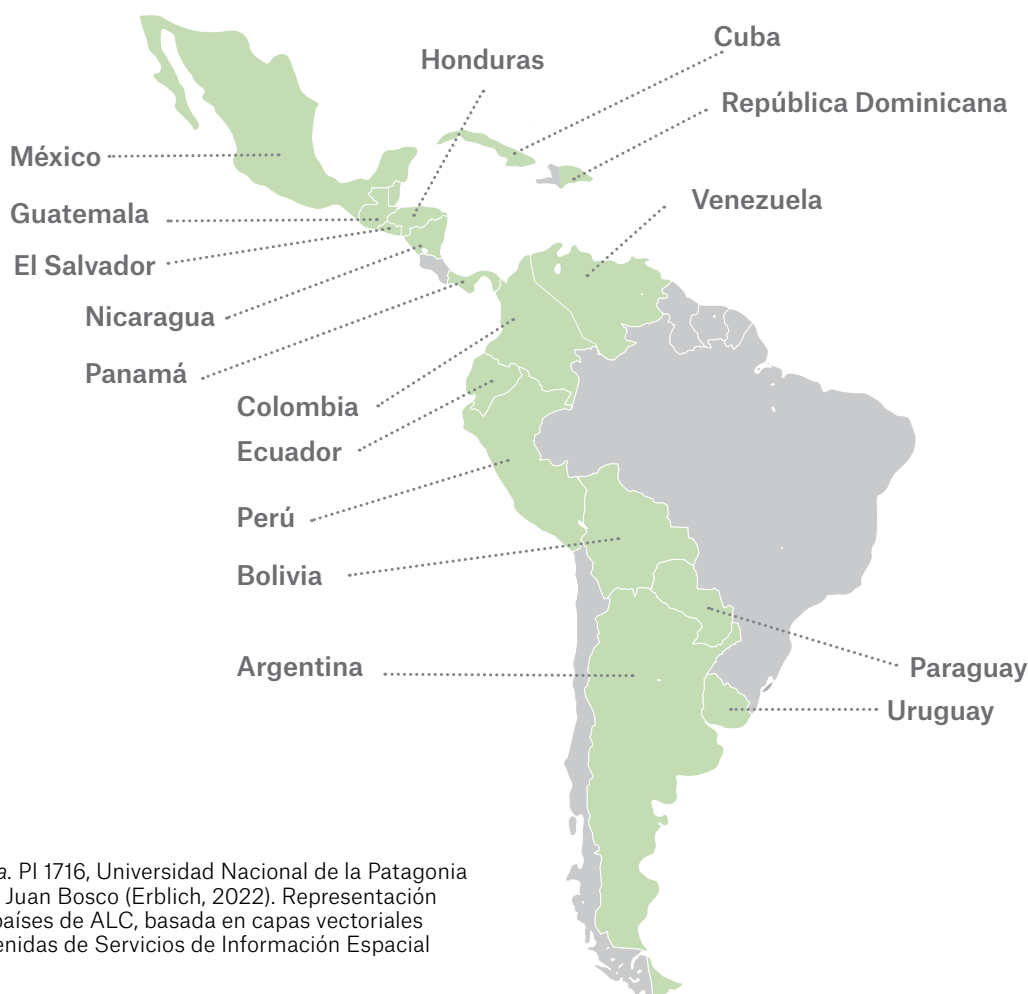 Cuba
Honduras
República Dominicana
México
Venezuela
Guatemala
El Salvador
Nicaragua
Panamá
Colombia
Ecuador
Perú
Bolivia
Argentina
Paraguay
Uruguay
a. PI 1716, Universidad Nacional de la Patagonia
Juan Bosco (Erblich, 2022). Representación
países de ALC, basada en capas vectoriales
enidas de Servicios de Información Espacial